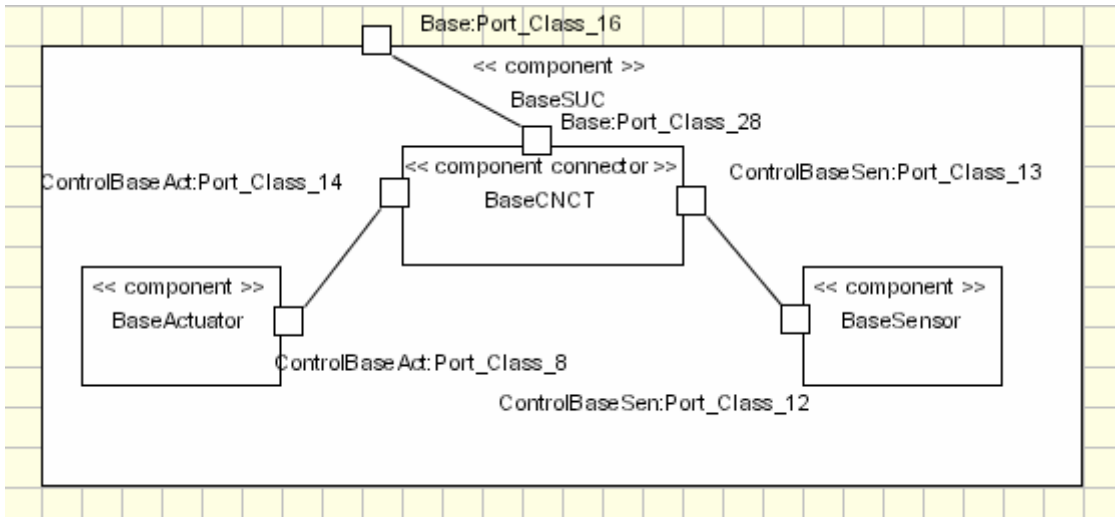 Base:Port_Class_16
<< component >>
BaseSUC
Base:Port_Class_28
<< component connector >>
BaseCNCT
ControlBaseAct:Port_Class_14
ControlBaseSen:Port_Class_13
<< component >>
BaseActuator
<< component >>
BaseSensor
ControlBaseAct:Port_Class_8
ControlBaseSen:Port_Class_12